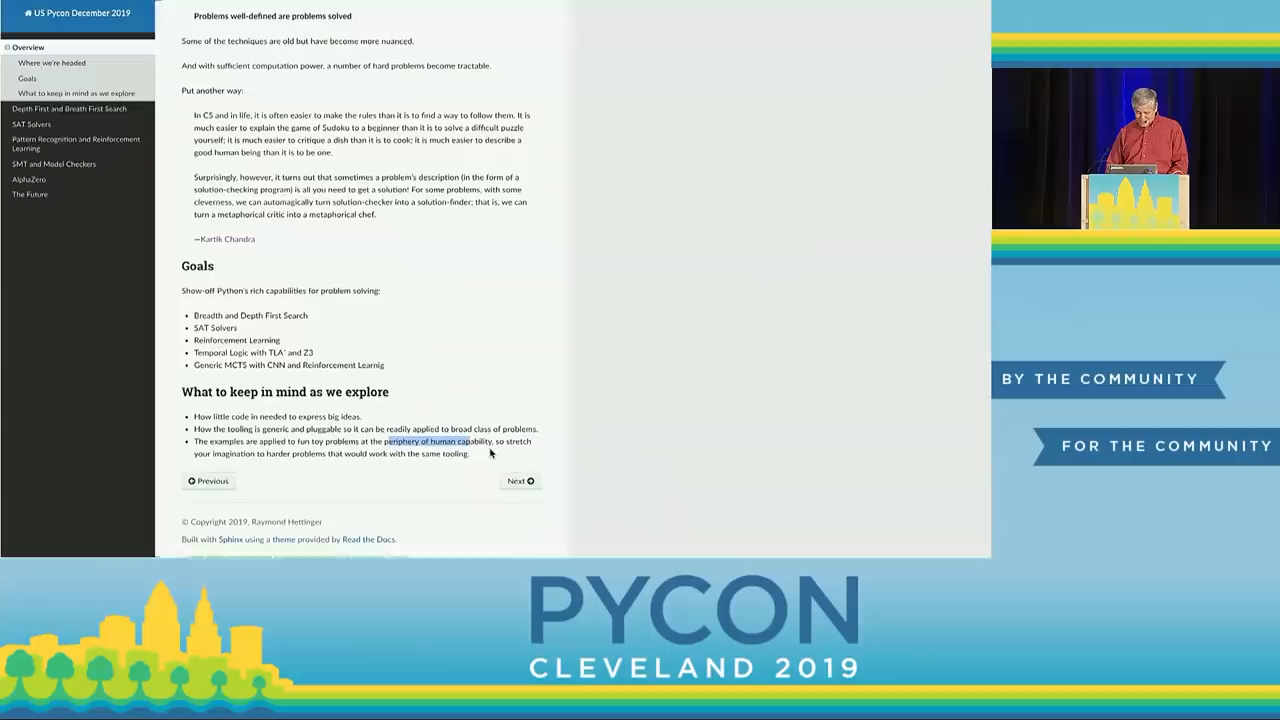 US Pycon December 2019
Overview
Where we're headed
Goals
What to keep in mind as we explore
Depth First and Breath First Search
SAT Solvers
Pattern Recognition and Reinforcement
Learning
SMT and Model Checkers
AlphaZero
The Future
Problems well-defined are problems solved
Some of the techniques are old but have become more nuanced.
And with sufficient computation power, a number of hard problems become tractable.
Put another way:
In CS and in life, it is often easier to make the rules than it is to find a way to follow them. It is
much easier to explain the game of Sudoku to a beginner than it is to solve a difficult puzzle
yourself; it is much easier to critique a dish than it is to cook; it is much easier to describe a
good human being than it is to be one.
Surprisingly, however, it turns out that sometimes a problem's description (in the form of a
solution-checking program) is all you need to get a solution! For some problems, with some
cleverness, we can automagically turn solution-checker into a solution-finder; that is, we can
turn a metaphorical critic into a metaphorical chef.
—Kartik Chandra
Goals
Show-off Python's rich capabilities for problem solving:
• Breadth and Depth First Search
• SAT Solvers
• Reinforcement Learning
• Temporal Logic with TLA⁺ and Z3
• Generic MCTS with CNN and Reinforcement Learnig
What to keep in mind as we explore
• How little code in needed to express big ideas.
• How the tooling is generic and pluggable so it can be readily applied to broad class of problems.
• The examples are applied to fun toy problems at the periphery of human capability, so stretch
your imagination to harder problems that would work with the same tooling.
Previous
Next
© Copyright 2019, Raymond Hettinger
Built with Sphinx using a theme provided by Read the Docs.
BY THE COMMUNITY
FOR THE COMMUNITY
PYCON
CLEVELAND 2019